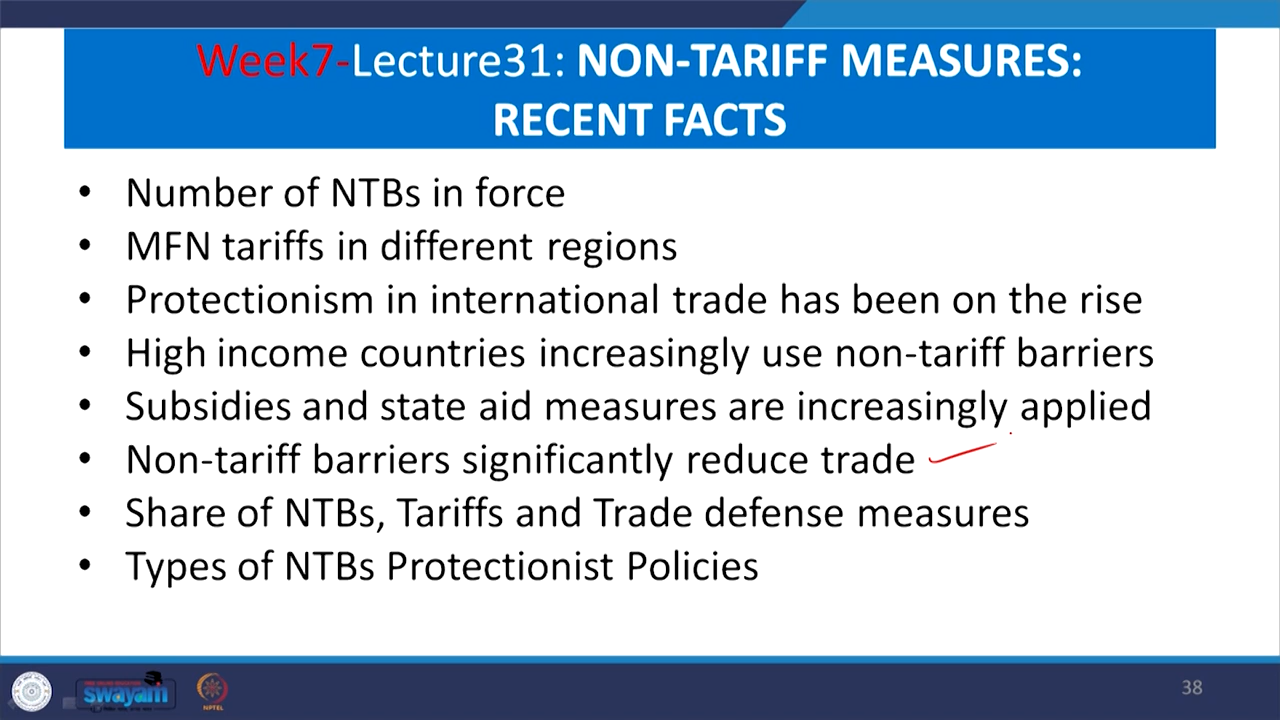 Week7-Lecture31: NON-TARIFF MEASURES:
RECENT FACTS
• Number of NTBs in force
• MFN tariffs in different regions
• Protectionism in international trade has been on the rise
• High income countries increasingly use non-tariff barriers
• Subsidies and state aid measures are increasingly applied
• Non-tariff barriers significantly reduce trade
• Share of NTBs, Tariffs and Trade defense measures
• Types of NTBs Protectionist Policies
swayam
NPTEL
38